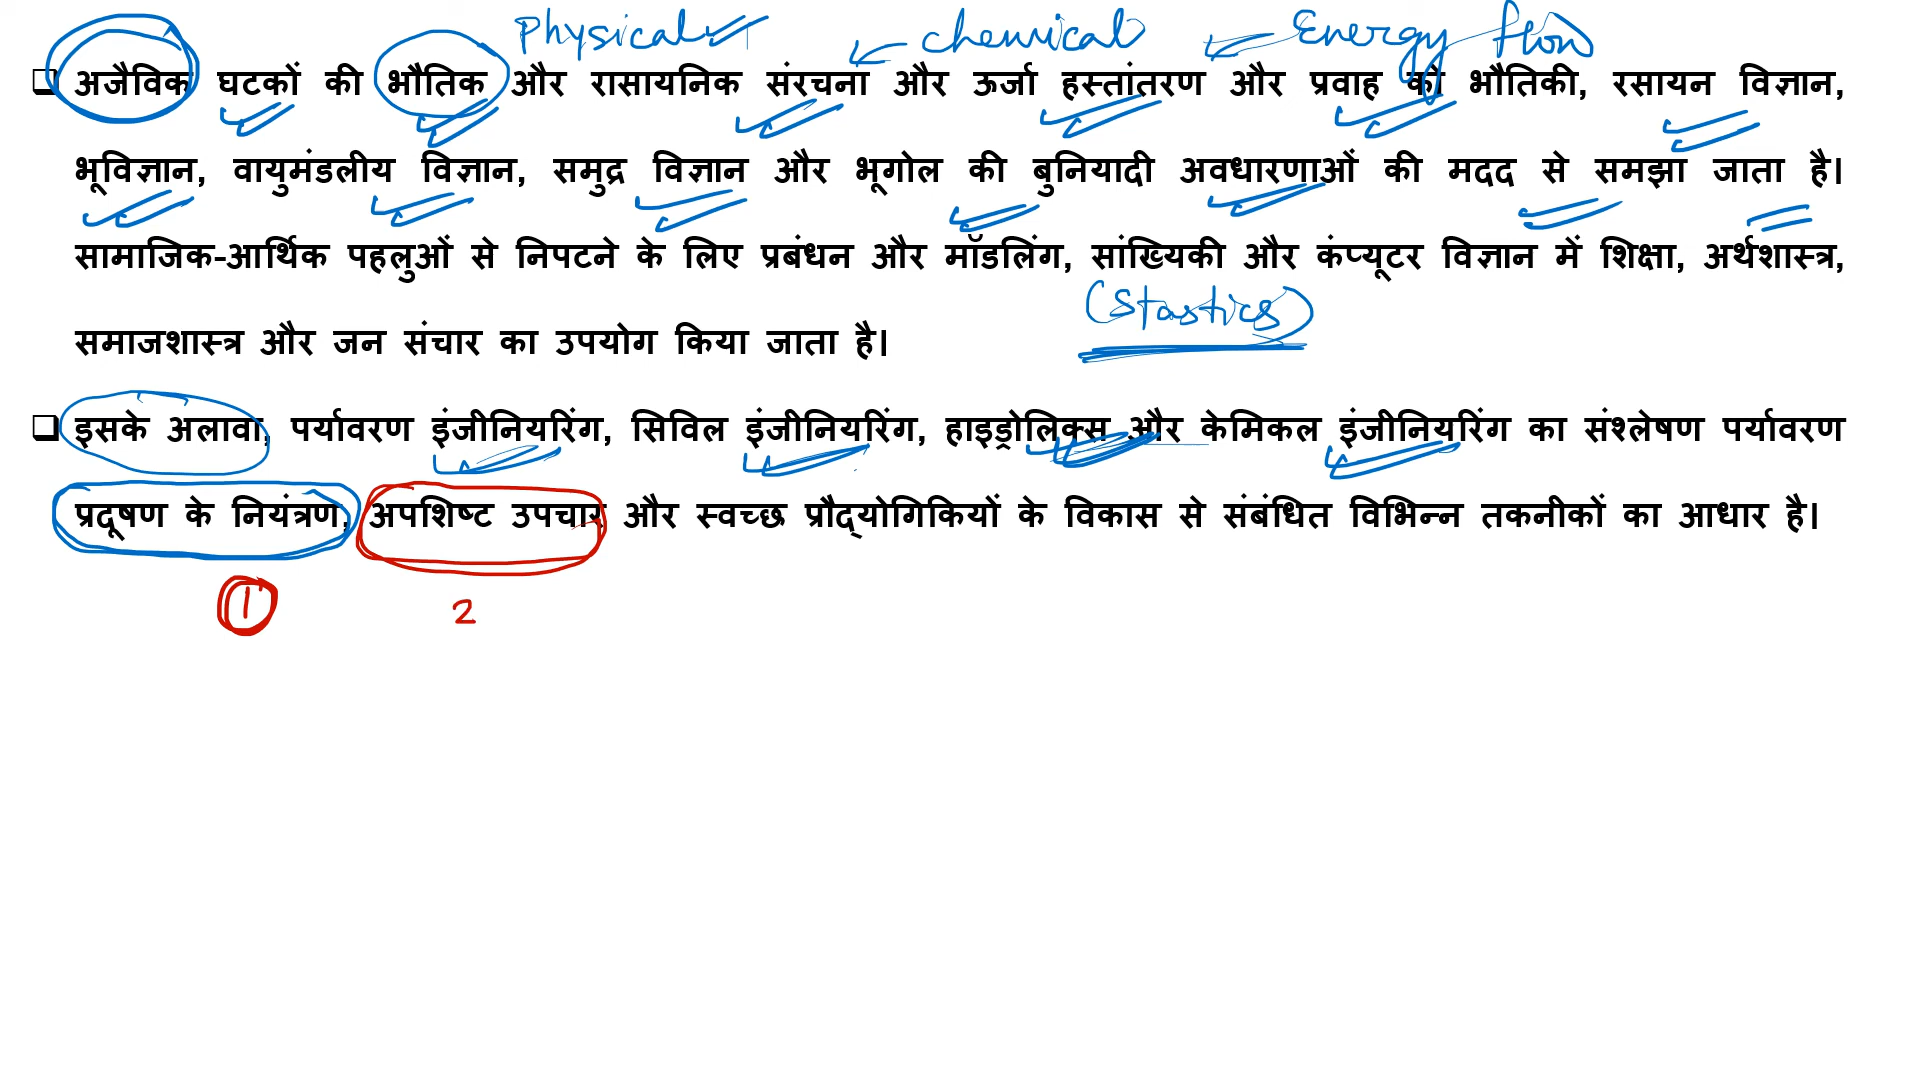 Physical chemical Energy flow
❑ अजैविक घटकों की भौतिक और रासायनिक संरचना और ऊर्जा हस्तांतरण और प्रवाह को भौतिकी, रसायन विज्ञान,
भूविज्ञान, वायुमंडलीय विज्ञान, समुद्र विज्ञान और भूगोल की बुनियादी अवधारणाओं की मदद से समझा जाता है।
सामाजिक-आर्थिक पहलुओं से निपटने के लिए प्रबंधन और मॉडलिंग, सांख्यिकी और कंप्यूटर विज्ञान में शिक्षा, अर्थशास्त्र,
(Stastics)
समाजशास्त्र और जन संचार का उपयोग किया जाता है।
❑ इसके अलावा, पर्यावरण इंजीनियरिंग, सिविल इंजीनियरिंग, हाइड्रोलिक्स और केमिकल इंजीनियरिंग का संश्लेषण पर्यावरण
प्रदूषण के नियंत्रण, अपशिष्ट उपचार और स्वच्छ प्रौद्योगिकियों के विकास से संबंधित विभिन्न तकनीकों का आधार है।
1 2